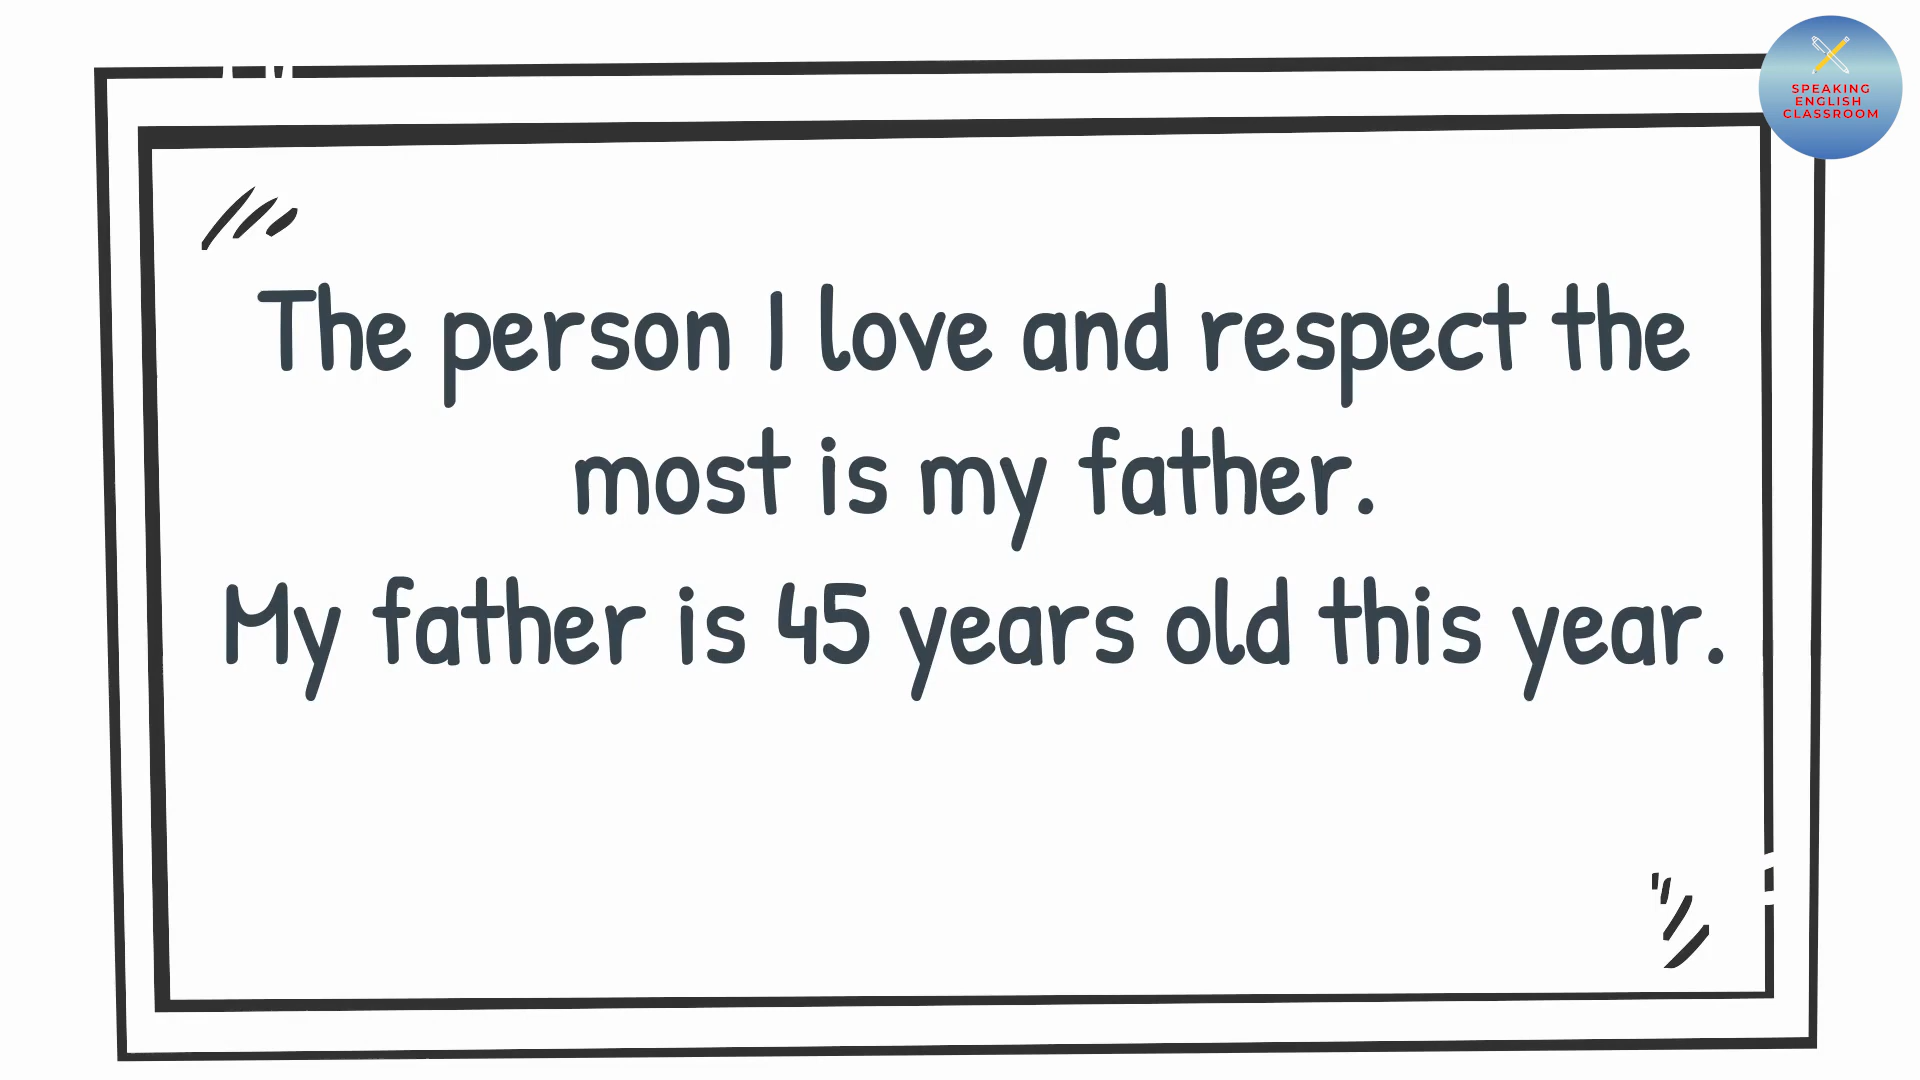 SPEAKING
ENGLISH
CLASSROOM
The person I love and respect the
most is my father.
My father is 45 years old this year.